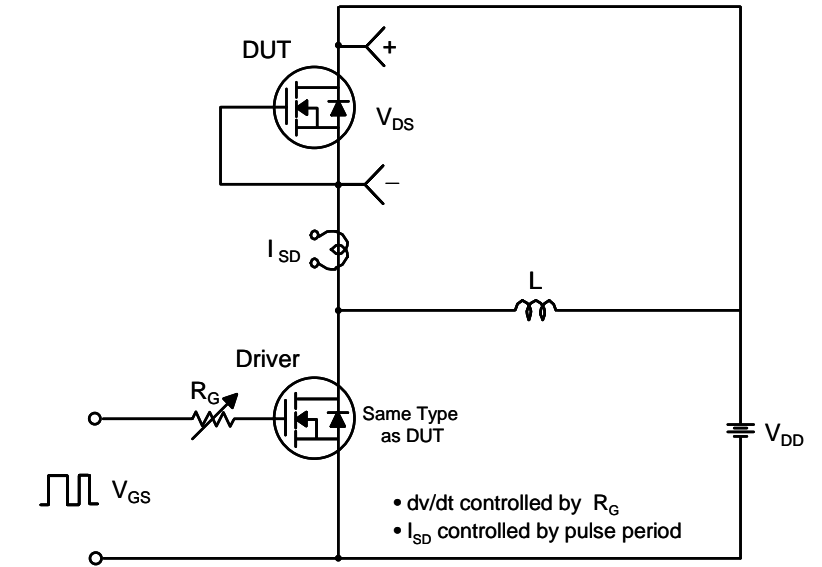 DUT
+
V_DS
–
I_SD
L
Driver
R_G
Same Type
as DUT
V_DD
V_GS
• dv/dt controlled by R_G
• I_SD controlled by pulse period